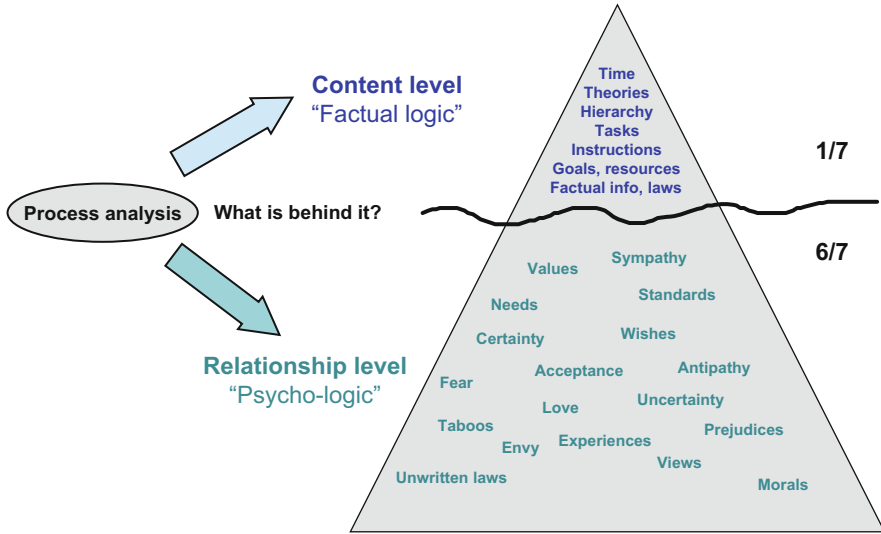 Content level
“Factual logic”
Process analysis
What is behind it?
Relationship level
“Psycho-logic”
Time
Theories
Hierarchy
Tasks
Instructions
Goals, resources
Factual info, laws
1/7
6/7
Sympathy
Values
Standards
Needs
Wishes
Certainty
Antipathy
Acceptance
Fear
Uncertainty
Love
Taboos
Prejudices
Experiences
Envy
Views
Unwritten laws
Morals